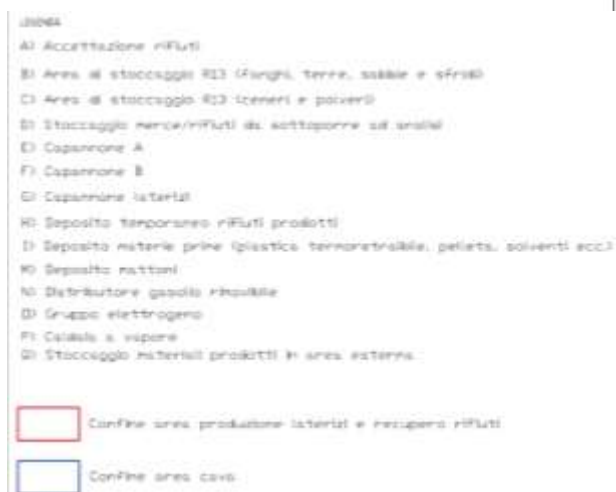 LEGENDA
A) Accettazione rifiuti
B) Area di stoccaggio R13 (fanghi, terre, sabbie e sfridi)
C) Area di stoccaggio R13 (ceneri e polveri)
D) Stoccaggio merce/rifiuti da sottoporre ad analisi
E) Capannone A
F) Capannone B
G) Capannone laterizi
H) Deposito temporaneo rifiuti prodotti
I) Deposito materie prime (plastica termoretraibile, pellets, solventi ecc.)
M) Deposito mattoni
N) Distributore gasolio rimovibile
O) Gruppo elettrogeno
P) Caldaia a vapore
Q) Stoccaggio materiali prodotti in area esterna
Confine area produzione laterizi e recupero rifiuti
Confine area cava